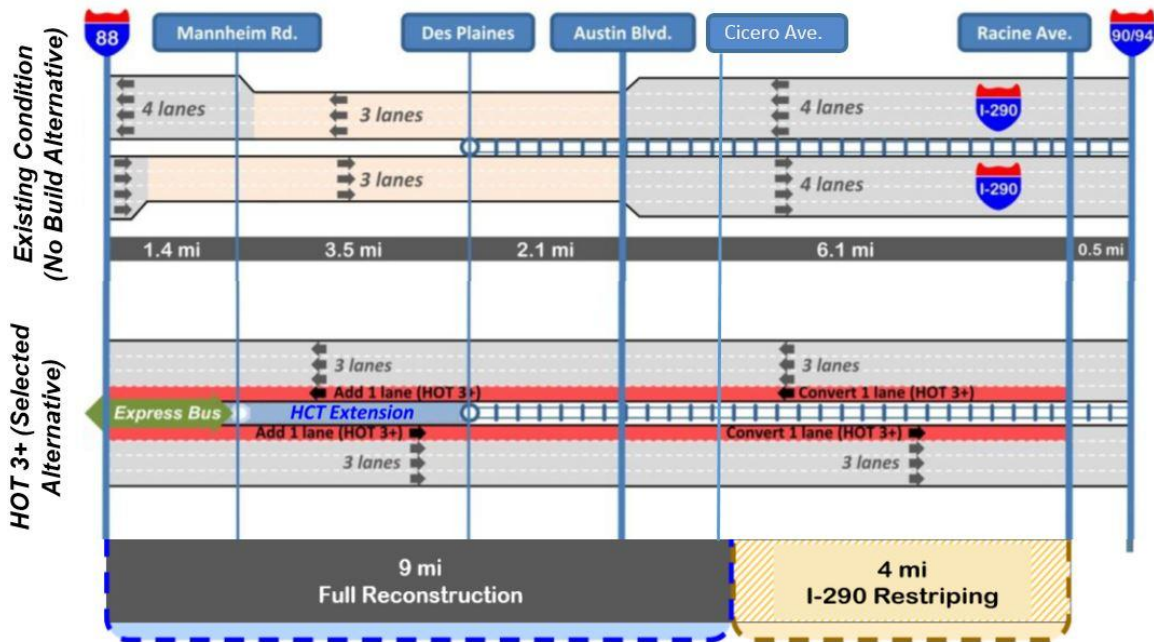 88
Mannheim Rd.
Des Plaines
Austin Blvd.
Cicero Ave.
Racine Ave.
90/94
Existing Condition
(No Build Alternative)
4 lanes
3 lanes
4 lanes
I-290
3 lanes
4 lanes
I-290
1.4 mi
3.5 mi
2.1 mi
6.1 mi
0.5 mi
HOT 3+ (Selected
Alternative)
3 lanes
3 lanes
Add 1 lane (HOT 3+)
Convert 1 lane (HOT 3+)
Express Bus
HCT Extension
Add 1 lane (HOT 3+)
Convert 1 lane (HOT 3+)
3 lanes
3 lanes
9 mi
Full Reconstruction
4 mi
I-290 Restriping